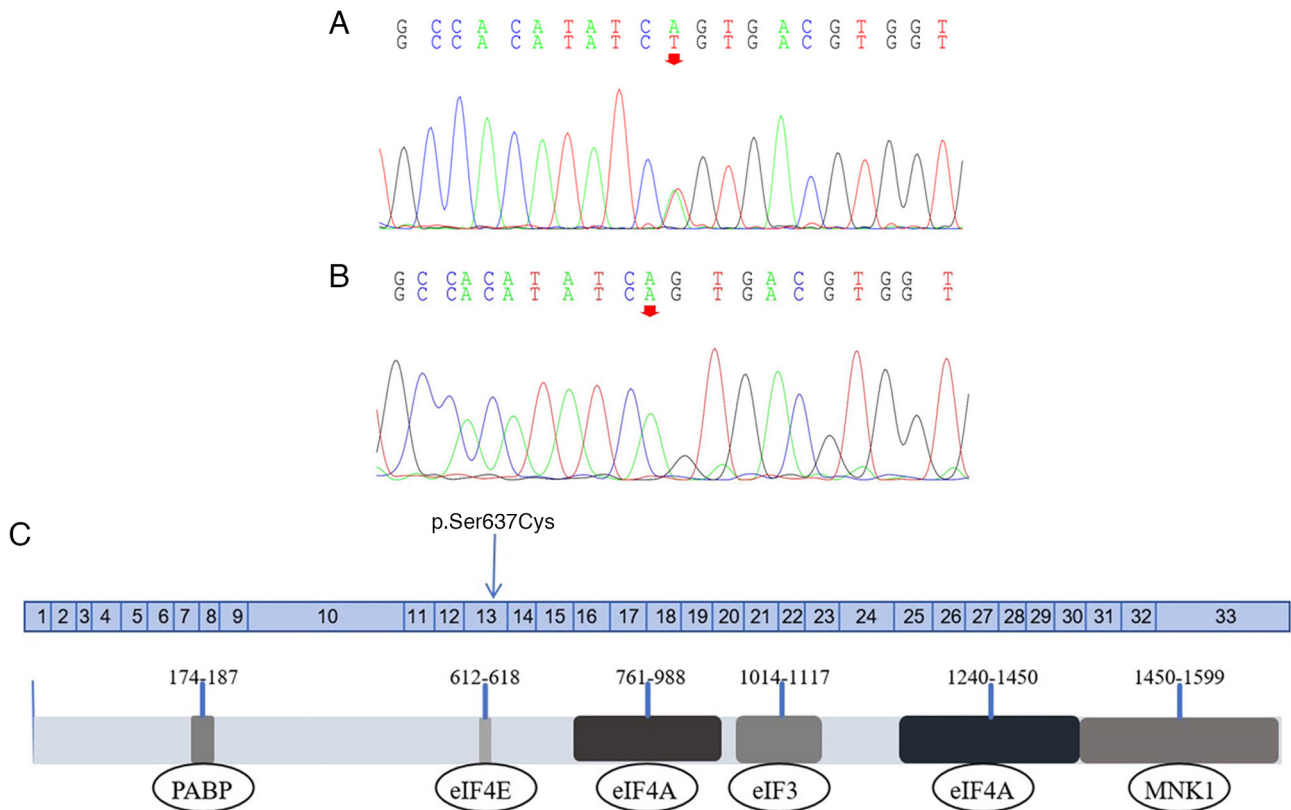 A
G C C A C A T A T C A G T G A C G T G G T
G C C A C A T A T C T G T G A C G T G G T
B
G C C A C A T A T C A G T G A C G T G G T
G C C A C A T A T C A G T G A C G T G G T
C
p.Ser637Cys
1 2 3 4 5 6 7 8 9 10 11 12 13 14 15 16 17 18 19 20 21 22 23 24 25 26 27 28 29 30 31 32 33
174-187 612-618 761-988 1014-1117 1240-1450 1450-1599
PABP eIF4E eIF4A eIF3 eIF4A MNK1